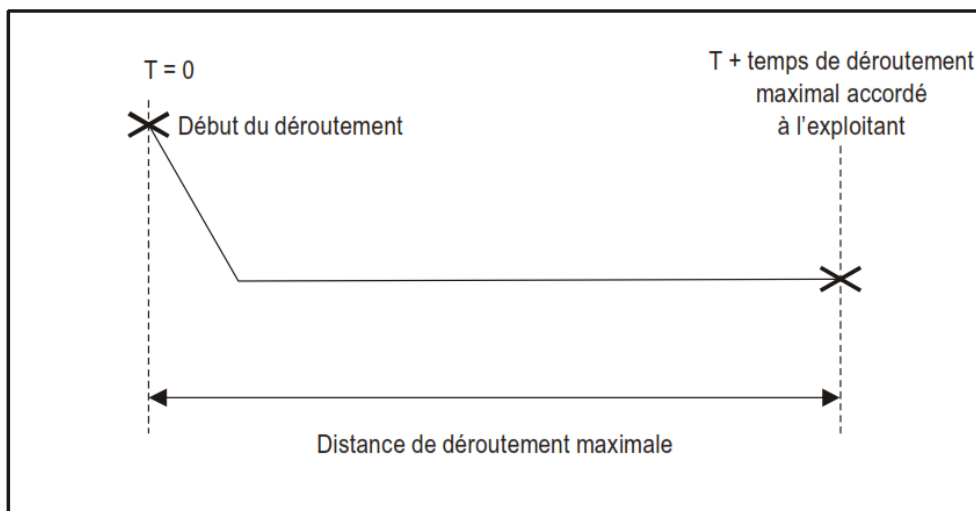 T = 0
T + temps de déroutement
maximal accordé
à l'exploitant
Début du déroutement
Distance de déroutement maximale